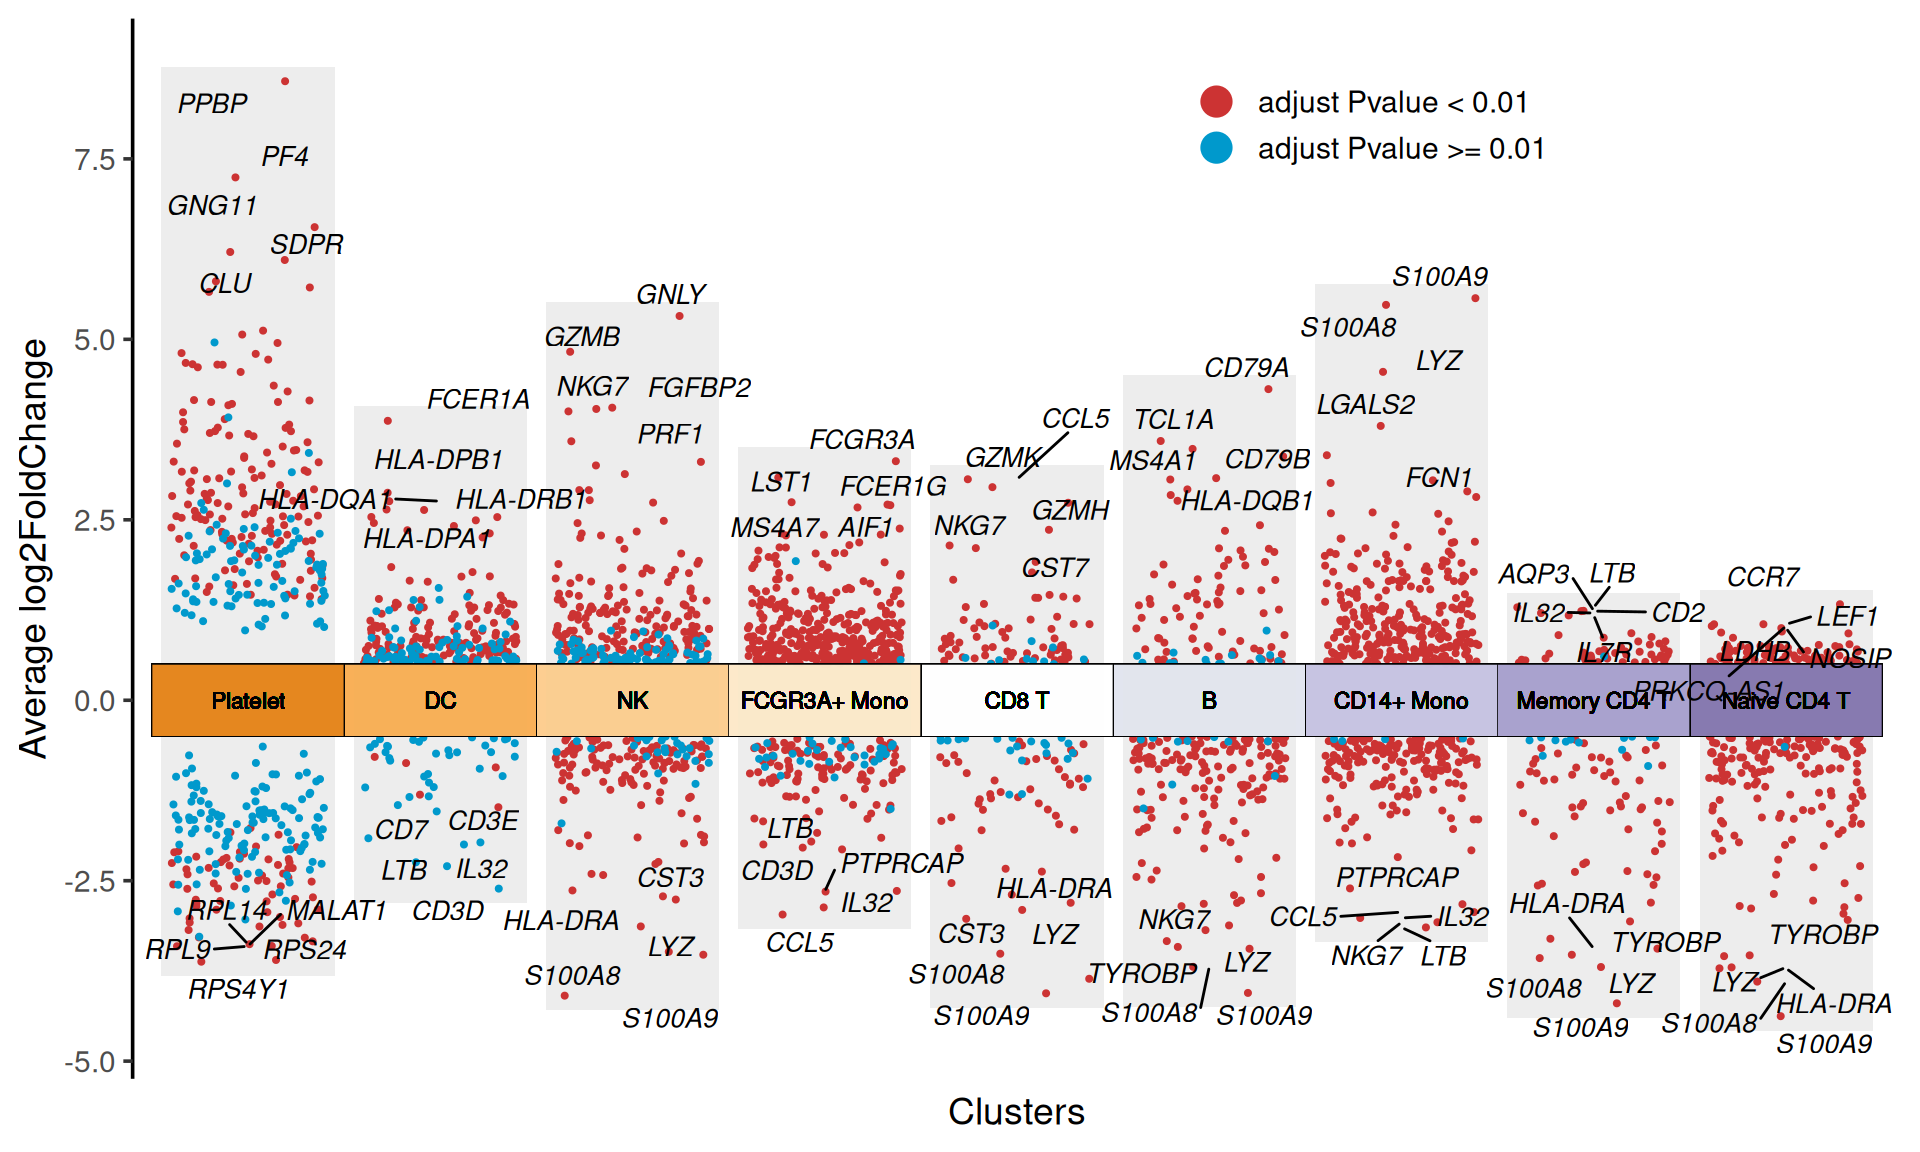 adjust Pvalue < 0.01
adjust Pvalue >= 0.01
Average log2FoldChange
7.5
5.0
2.5
0.0
-2.5
-5.0
PPBP
PF4
GNG11
SDPR
CLU
FCER1A
HLA-DPB1
HLA-DQA1
HLA-DRB1
HLA-DPA1
GNLY
GZMB
NKG7
FGFBP2
PRF1
FCGR3A
LST1
FCER1G
MS4A7
AIF1
CCL5
GZMK
GZMH
NKG7
CST7
CD79A
TCL1A
MS4A1
CD79B
HLA-DQB1
S100A9
S100A8
LYZ
LGALS2
FCN1
AQP3
LTB
IL32
CD2
IL7R
CCR7
LEF1
LDHB
NOSIP
PRKCQ-AS1
Platelet
DC
NK
FCGR3A+ Mono
CD8 T
B
CD14+ Mono
Memory CD4 T
Naive CD4 T
RPL14
MALAT1
RPL9
RPS24
RPS4Y1
CD7
CD3E
LTB
IL32
CD3D
CST3
HLA-DRA
LYZ
S100A8
S100A9
LTB
CD3D
PTPRCAP
IL32
CCL5
HLA-DRA
CST3
LYZ
S100A8
S100A9
NKG7
TYROBP
LYZ
S100A8
S100A9
PTPRCAP
CCL5
IL32
NKG7
LTB
HLA-DRA
TYROBP
S100A8
LYZ
S100A9
TYROBP
LYZ
HLA-DRA
S100A8
S100A9
Clusters